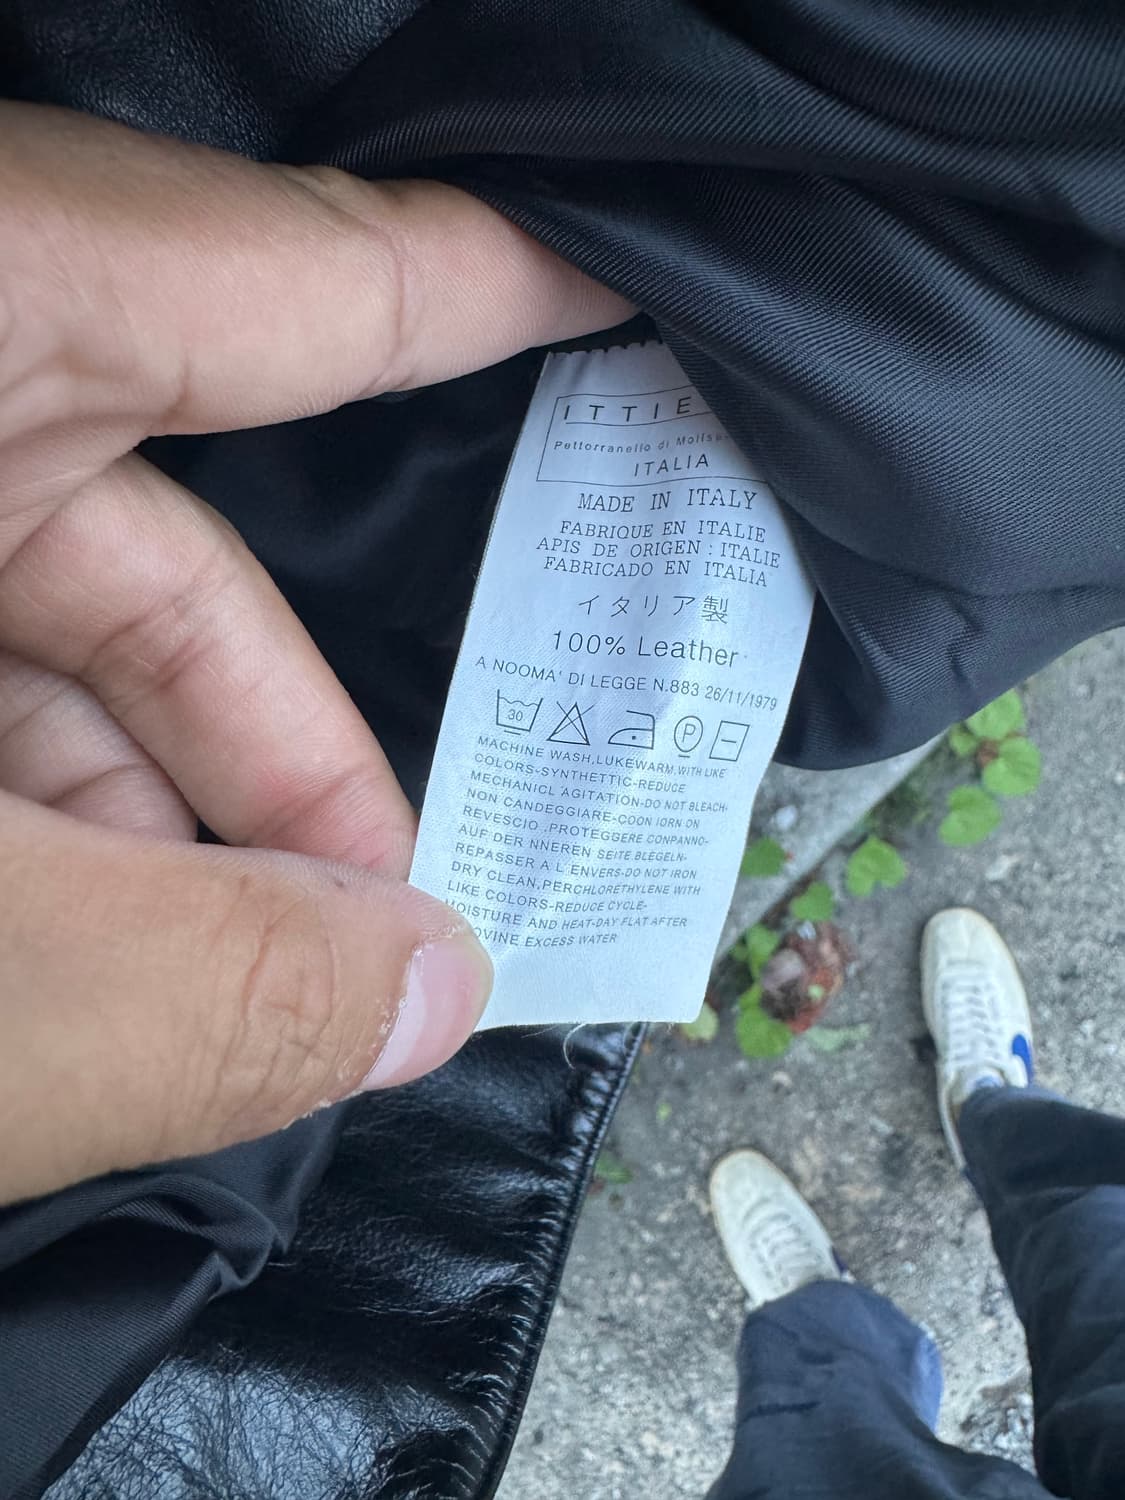 ITTIE
Pettorranello di Molise-
ITALIA
MADE IN ITALY
FABRIQUE EN ITALIE
APIS DE ORIGEN : ITALIE
FABRICADO EN ITALIA
イタリア製
100% Leather
A NOOMA' DI LEGGE N.883 26/11/1979
30
P
MACHINE WASH,LUKEWARM,WITH LIKE
COLORS-SYNTHETTIC-REDUCE
MECHANICL AGITATION-DO NOT BLEACH-
NON CANDEGGIARE-COON IORN ON
REVESCIO .PROTEGGERE CONPANNO-
AUF DER NNEREN SEITE BLEGELN-
REPASSER A L'ENVERS-DO NOT IRON
DRY CLEAN,PERCHLORETHYLENE WITH
LIKE COLORS-REDUCE CYCLE-
MOISTURE AND HEAT-DAY FLAT AFTER
OVINE EXCESS WATER